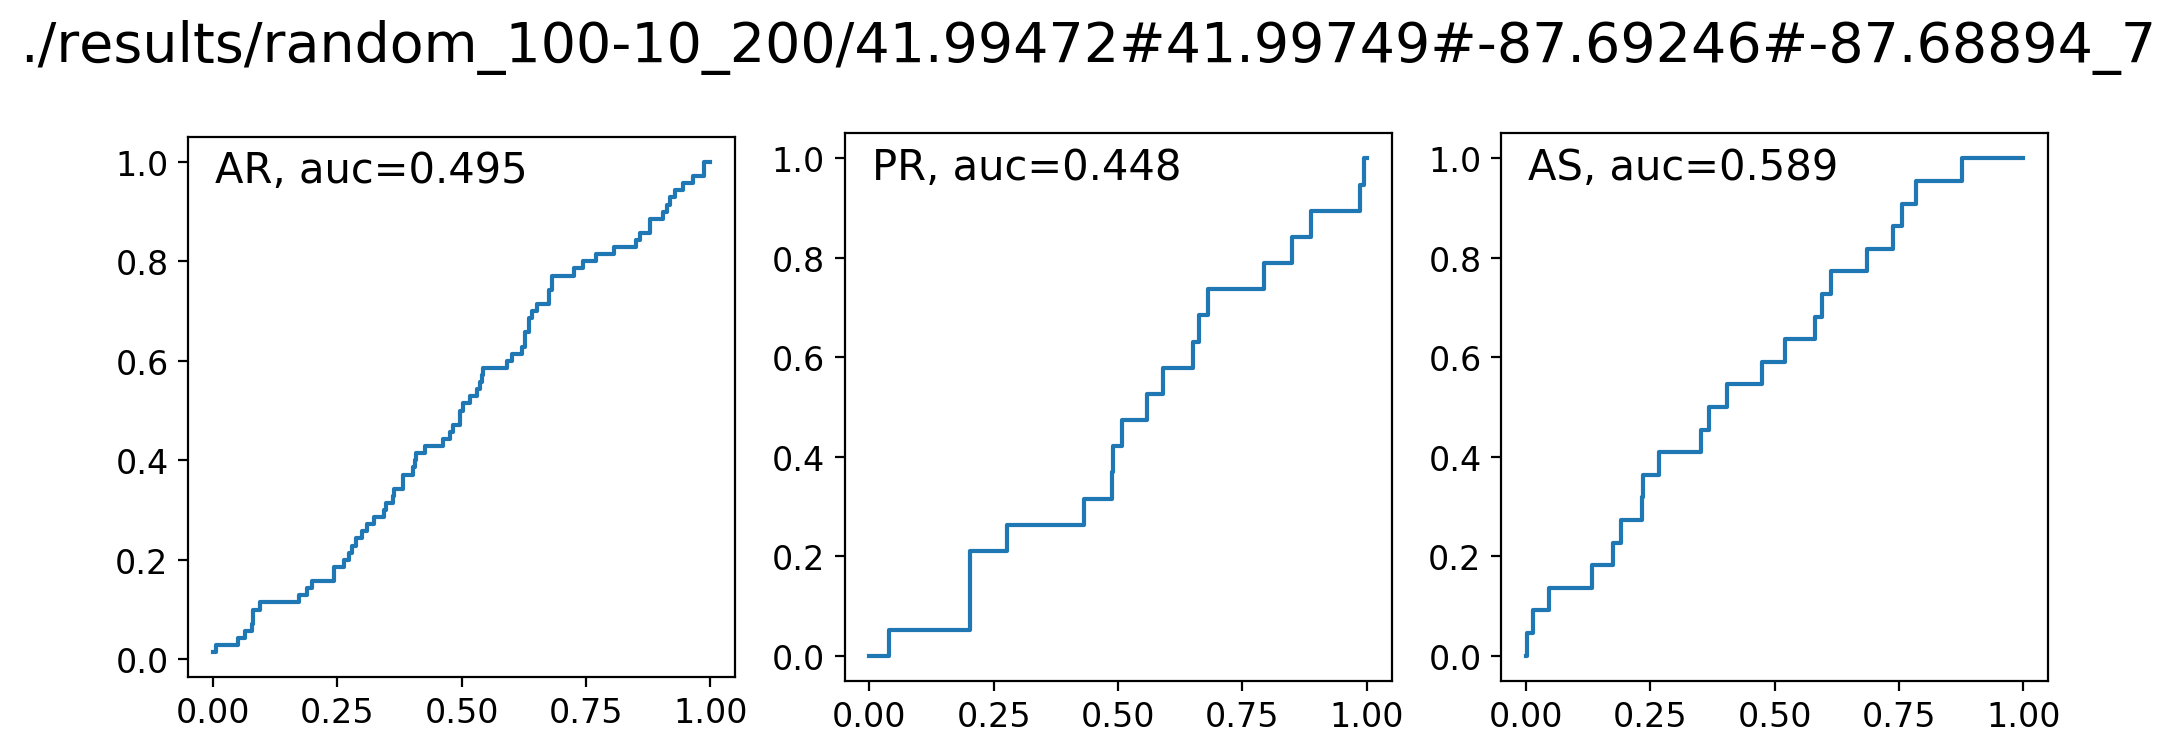 ./results/random_100-10_200/41.99472#41.99749#-87.69246#-87.68894_7
AR, auc=0.495
1.0
0.8
0.6
0.4
0.2
0.0
0.00 0.25 0.50 0.75 1.00
PR, auc=0.448
1.0
0.8
0.6
0.4
0.2
0.0
0.00 0.25 0.50 0.75 1.00
AS, auc=0.589
1.0
0.8
0.6
0.4
0.2
0.0
0.00 0.25 0.50 0.75 1.00